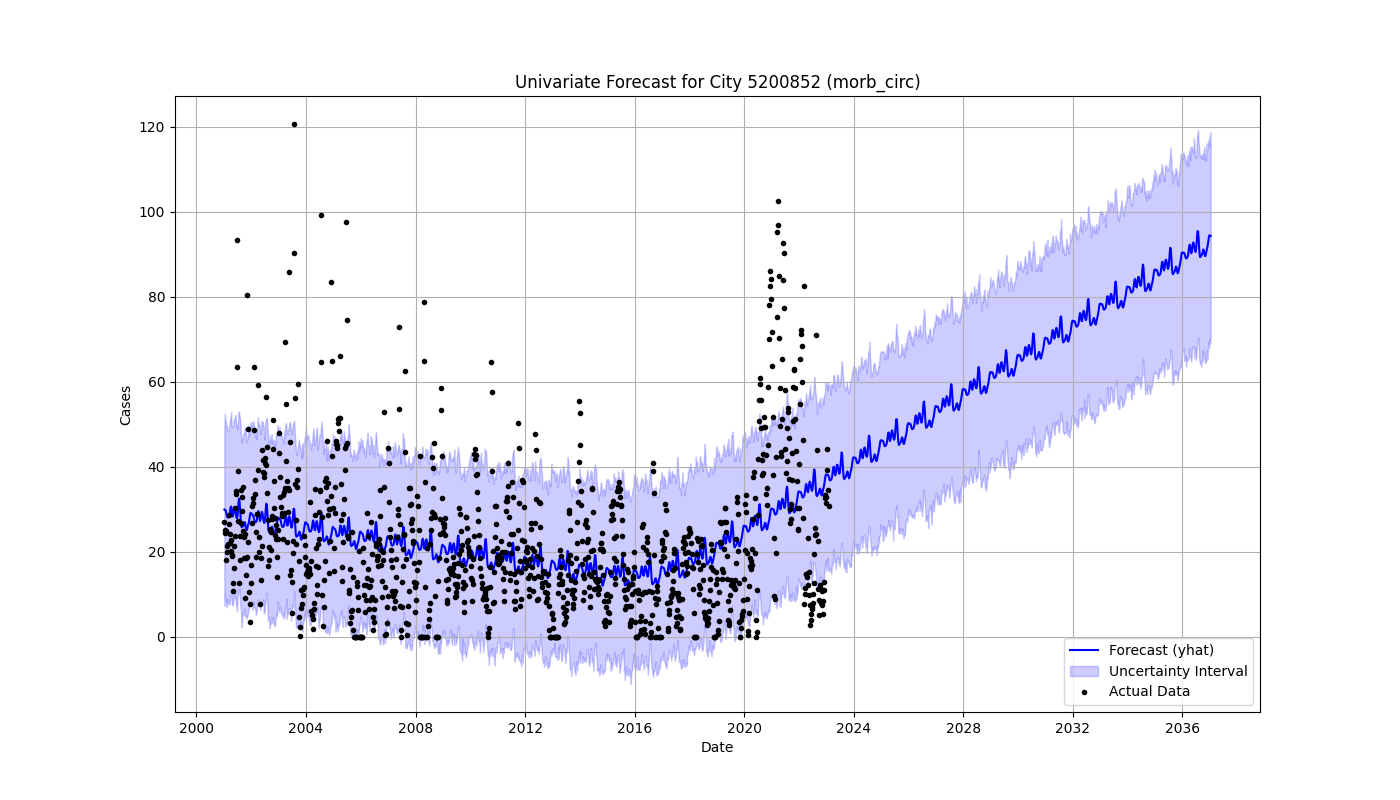 Univariate Forecast for City 5200852 (morb_circ)
120
100
80
60
40
20
0
Cases
2000 2004 2008 2012 2016 2020 2024 2028 2032 2036
Date
Forecast (yhat)
Uncertainty Interval
Actual Data